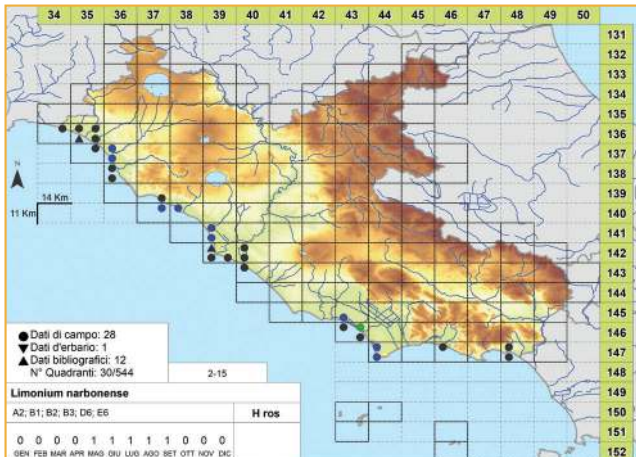 34 35 36 37 38 39 40 41 42 43 44 45 46 47 48 49 50
131
132
133
134
135
136
137
138
139
140
141
142
143
144
145
146
147
148
149
150
151
152
N
14 Km
11 Km
Dati di campo: 28
Dati d'erbario: 1
Dati bibliografici: 12
N° Quadranti: 30/544
2-15
Limonium narbonense
A2; B1; B2; B3; D6; E6 H ros
0 0 0 0 1 1 1 1 1 0 0 0
GEN FEB MAR APR MAG GIU LUG AGO SET OTT NOV DIC